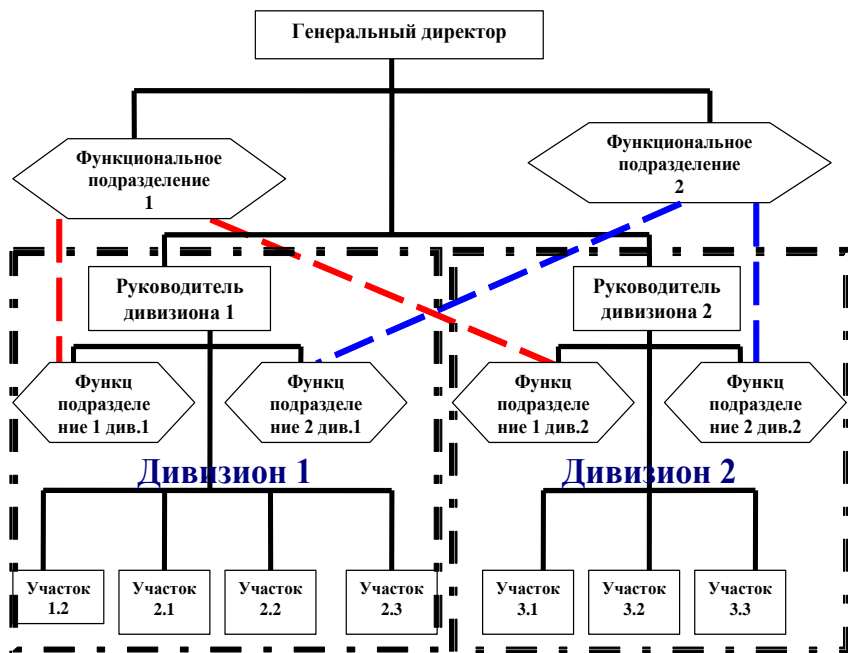 Генеральный директор
Функциональное
подразделение
1
Функциональное
подразделение
2
Руководитель
дивизиона 1
Руководитель
дивизиона 2
Функц
подразделе
ние 1 див.1
Функц
подразделе
ние 2 див.1
Функц
подразделе
ние 1 див.2
Функц
подразделе
ние 2 див.2
Дивизион 1
Дивизион 2
Участок
1.2
Участок
2.1
Участок
2.2
Участок
2.3
Участок
3.1
Участок
3.2
Участок
3.3